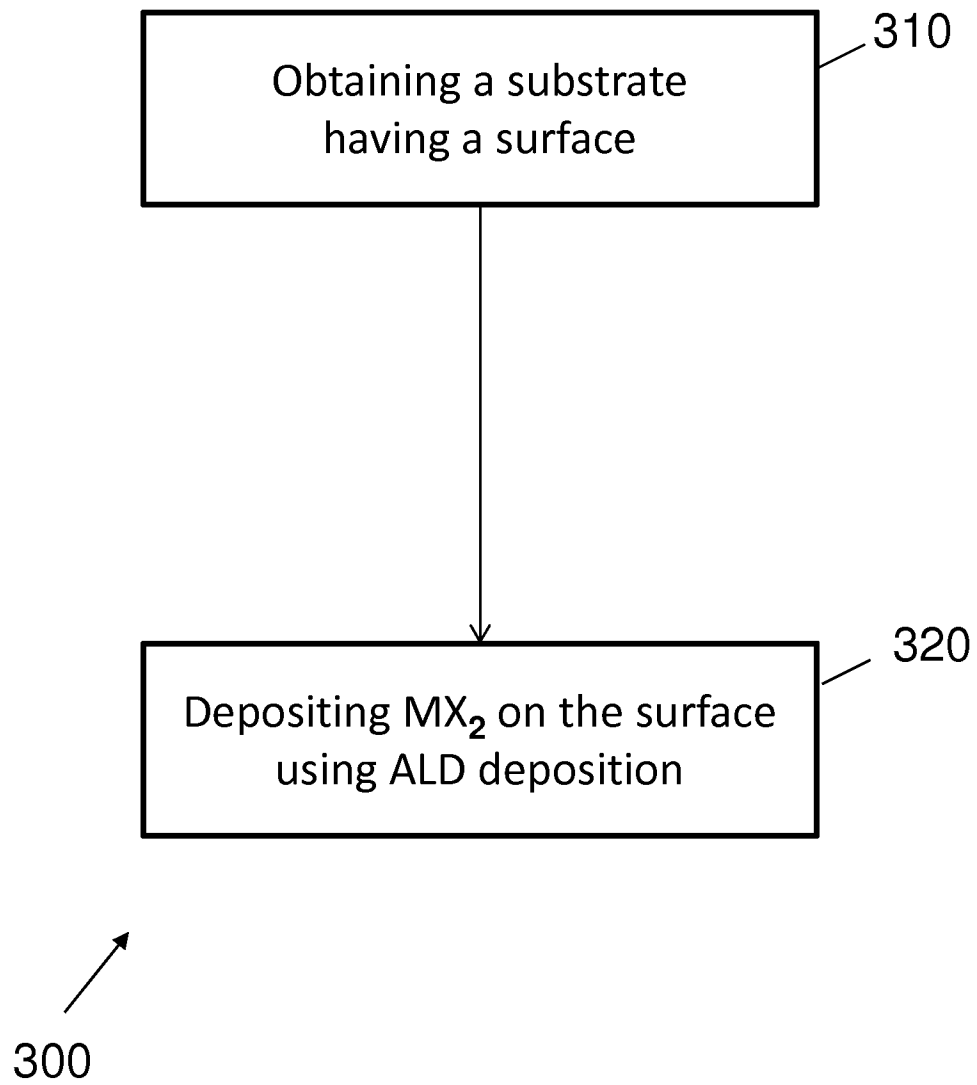 310
Obtaining a substrate
having a surface
320
Depositing MX₂ on the surface
using ALD deposition
300